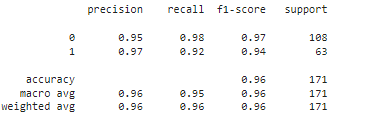 precision recall f1-score support
0 0.95 0.98 0.97 108
1 0.97 0.92 0.94 63
accuracy 0.96 171
macro avg 0.96 0.95 0.96 171
weighted avg 0.96 0.96 0.96 171